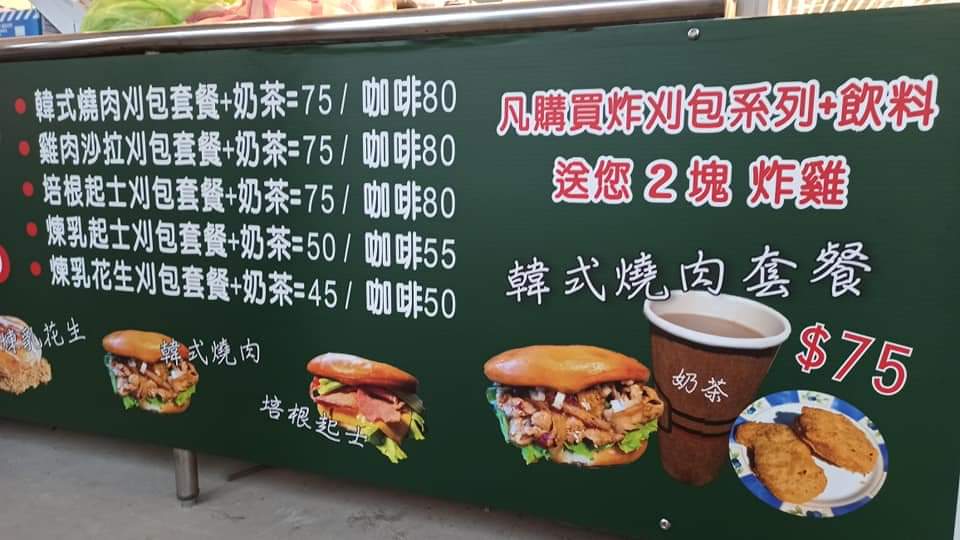 韓式燒肉刈包套餐+奶茶=75/ 咖啡80
雞肉沙拉刈包套餐+奶茶=75/ 咖啡80
培根起士刈包套餐+奶茶=75/ 咖啡80
煉乳起士刈包套餐+奶茶=50/ 咖啡55
煉乳花生刈包套餐+奶茶=45/ 咖啡50
煉乳花生
韓式燒肉
培根起士
凡購買炸刈包系列+飲料
送您2塊 炸雞
韓式燒肉套餐
$75
奶茶